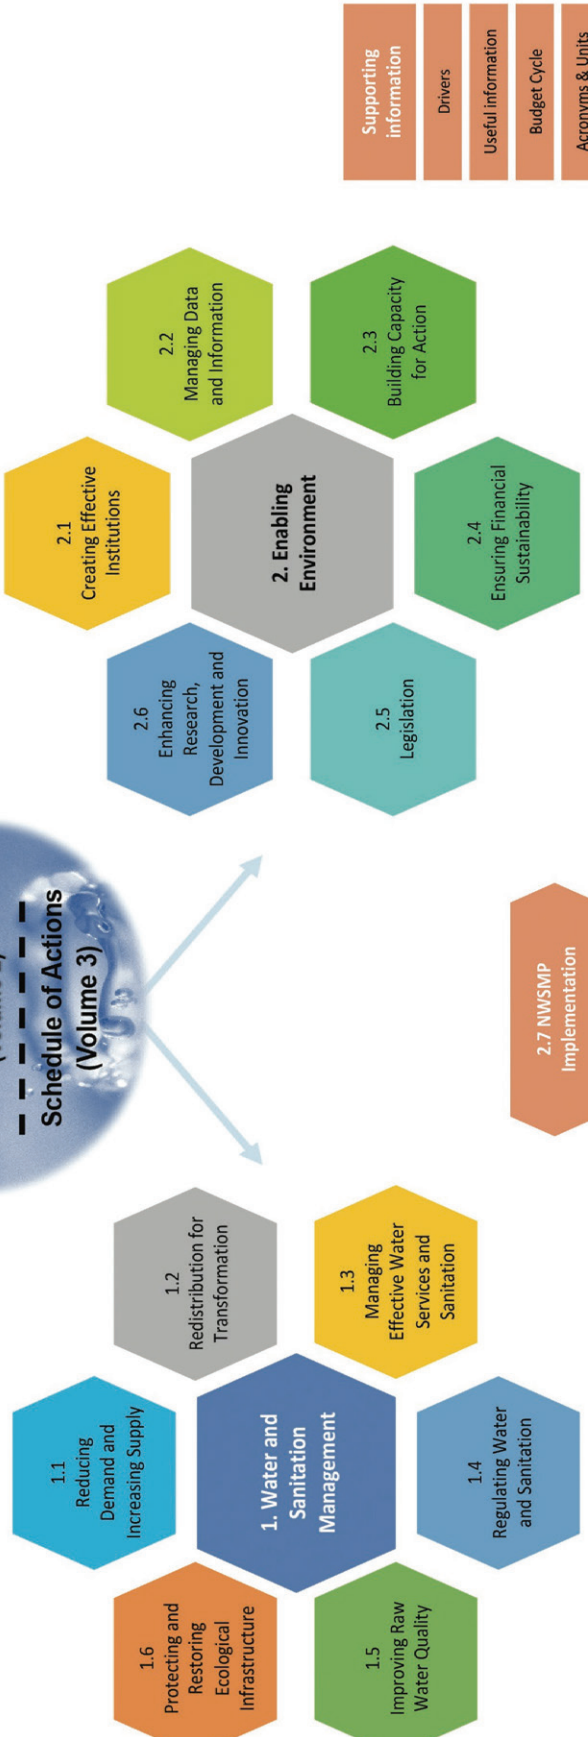 Schedule of Actions
(Volume 3)
1. Water and
Sanitation
Management
1.1
Reducing
Demand and
Increasing Supply
1.2
Redistribution for
Transformation
1.3
Managing
Effective Water
Services and
Sanitation
1.4
Regulating Water
and Sanitation
1.5
Improving Raw
Water Quality
1.6
Protecting and
Restoring
Ecological
Infrastructure
2. Enabling
Environment
2.1
Creating Effective
Institutions
2.2
Managing Data
and Information
2.3
Building Capacity
for Action
2.4
Ensuring Financial
Sustainability
2.5
Legislation
2.6
Enhancing
Research,
Development and
Innovation
2.7 NWSMP
Implementation
Supporting
information
Drivers
Useful information
Budget Cycle
Acronyms & Units